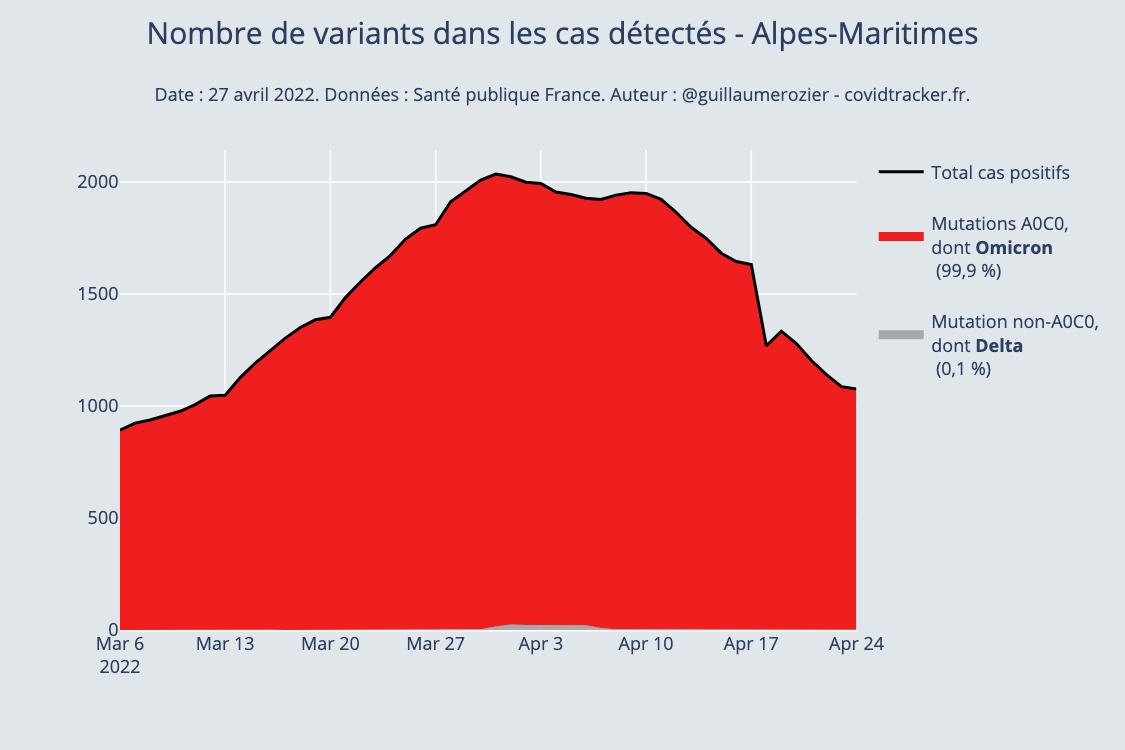 Nombre de variants dans les cas détectés - Alpes-Maritimes
Date : 27 avril 2022. Données : Santé publique France. Auteur : @guillaumerozier - covidtracker.fr.
2000
1500
1000
500
0
Mar 6
2022
Mar 13
Mar 20
Mar 27
Apr 3
Apr 10
Apr 17
Apr 24
Total cas positifs
Mutations A0C0,
dont Omicron
(99,9 %)
Mutation non-A0C0,
dont Delta
(0,1 %)